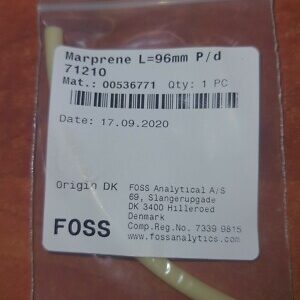 Marprene L=96mm P/d
71210
Mat.: 00536771 Qty: 1 PC
Date: 17.09.2020
Origin DK
FOSS Analytical A/S
69, Slangerupgade
DK 3400 Hilleroed
Denmark
Comp.Reg.No. 7339 9815
www.fossanalytics.com
FOSS